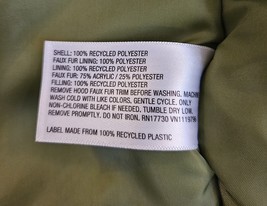 SHELL: 100% RECYCLED POLYESTER
FAUX FUR LINING: 100% POLYESTER
LINING: 100% RECYCLED POLYESTER
FAUX FUR: 75% ACRYLIC / 25% POLYESTER
FILLING: 100% RECYCLED POLYESTER
REMOVE HOOD FAUX FUR TRIM BEFORE WASHING. MACHINE
WASH COLD WITH LIKE COLORS, GENTLE CYCLE. ONLY
NON-CHLORINE BLEACH IF NEEDED. TUMBLE DRY LOW.
REMOVE PROMPTLY. DO NOT IRON. RN17730
LABEL MADE FROM 100% RECYCLED PLASTIC